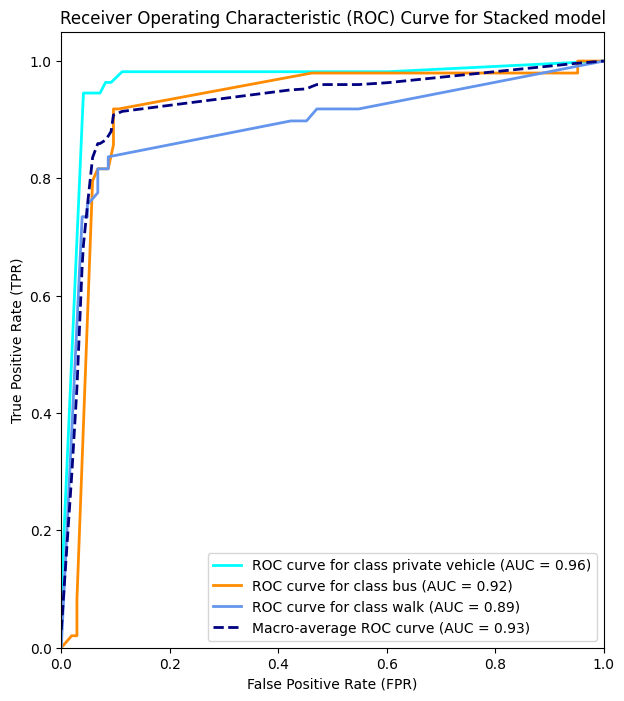 Receiver Operating Characteristic (ROC) Curve for Stacked model
True Positive Rate (TPR)
1.0
0.8
0.6
0.4
0.2
0.0
0.0 0.2 0.4 0.6 0.8 1.0
False Positive Rate (FPR)
ROC curve for class private vehicle (AUC = 0.96)
ROC curve for class bus (AUC = 0.92)
ROC curve for class walk (AUC = 0.89)
Macro-average ROC curve (AUC = 0.93)